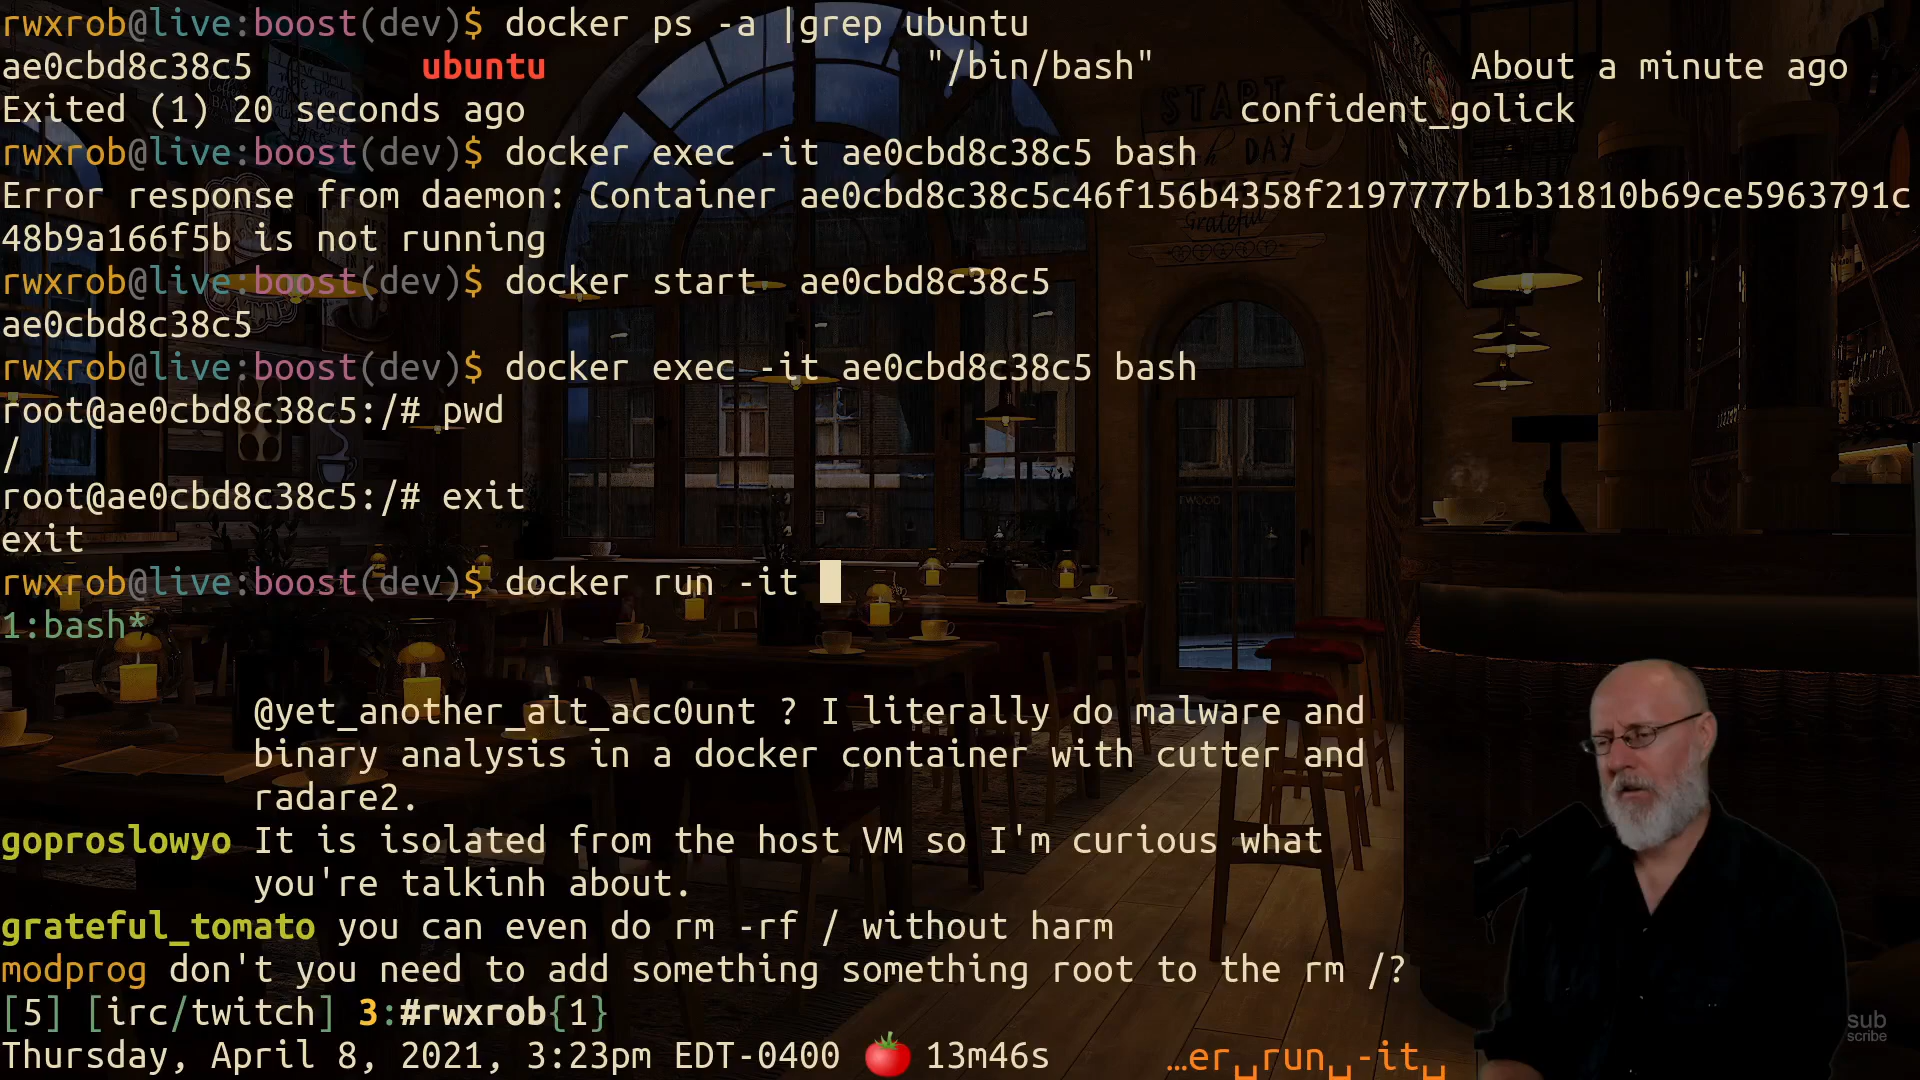 rwxrob@live:boost(dev)$ docker ps -a |grep ubuntu
ae0cbd8c38c5 ubuntu "/bin/bash" About a minute ago
Exited (1) 20 seconds ago confident_golick
rwxrob@live:boost(dev)$ docker exec -it ae0cbd8c38c5 bash
Error response from daemon: Container ae0cbd8c38c5c46f156b4358f2197777b1b31810b69ce5963791c
48b9a166f5b is not running
rwxrob@live:boost(dev)$ docker start ae0cbd8c38c5
ae0cbd8c38c5
rwxrob@live:boost(dev)$ docker exec -it ae0cbd8c38c5 bash
root@ae0cbd8c38c5:/# pwd
/
root@ae0cbd8c38c5:/# exit
exit
rwxrob@live:boost(dev)$ docker run -it
1:bash*
@yet_another_alt_acc0unt ? I literally do malware and
binary analysis in a docker container with cutter and
radare2.
goproslowyo It is isolated from the host VM so I'm curious what
you're talkinh about.
grateful_tomato you can even do rm -rf / without harm
modprog don't you need to add something something root to the rm /?
[5] [irc/twitch] 3:#rwxrob{1}
Thursday, April 8, 2021, 3:23pm EDT-0400 🍅 13m46s …er␣run␣-it␣
START
DAY
Grateful
sub
scribe